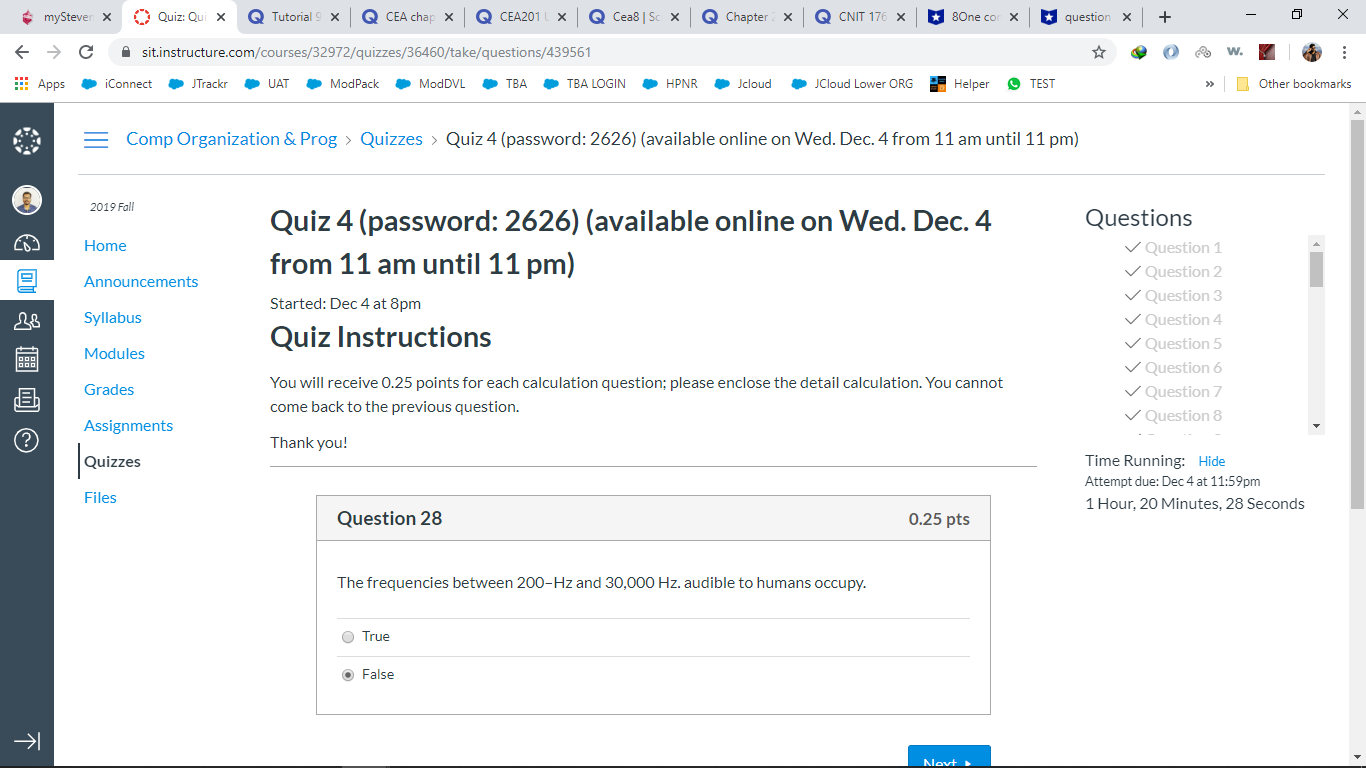 mySteven
Quiz: Qui
Tutorial 9
CEA chap
CEA201 U
Cea8 | Sc
Chapter 2
CNIT 176
8One con
question
sit.instructure.com/courses/32972/quizzes/36460/take/questions/439561
Apps iConnect JTrackr UAT ModPack ModDVL TBA TBA LOGIN HPNR Jcloud JCloud Lower ORG Helper TEST » Other bookmarks
Comp Organization & Prog › Quizzes › Quiz 4 (password: 2626) (available online on Wed. Dec. 4 from 11 am until 11 pm)
2019 Fall
Home
Announcements
Syllabus
Modules
Grades
Assignments
Quizzes
Files
Quiz 4 (password: 2626) (available online on Wed. Dec. 4
from 11 am until 11 pm)
Started: Dec 4 at 8pm
Quiz Instructions
You will receive 0.25 points for each calculation question; please enclose the detail calculation. You cannot
come back to the previous question.
Thank you!
Question 28 0.25 pts
The frequencies between 200–Hz and 30,000 Hz. audible to humans occupy.
True
False
Next
Questions
Question 1
Question 2
Question 3
Question 4
Question 5
Question 6
Question 7
Question 8
Time Running: Hide
Attempt due: Dec 4 at 11:59pm
1 Hour, 20 Minutes, 28 Seconds